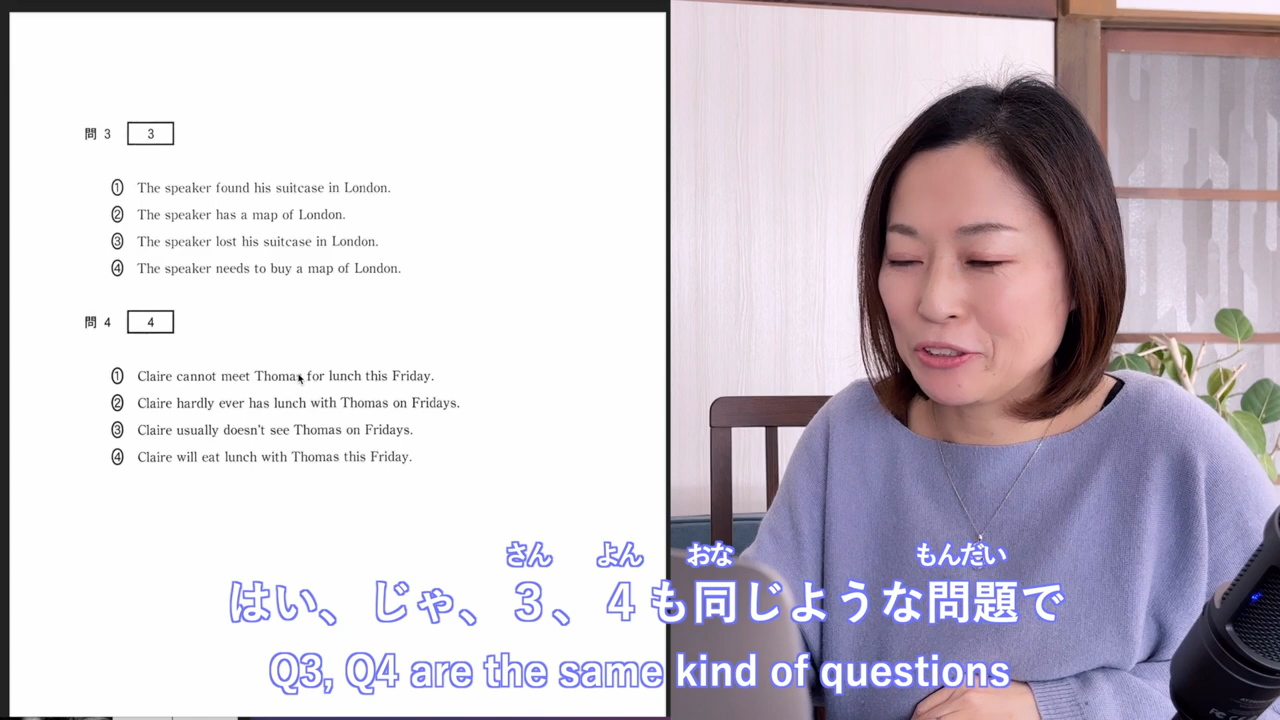 問 3 3
① The speaker found his suitcase in London.
② The speaker has a map of London.
③ The speaker lost his suitcase in London.
④ The speaker needs to buy a map of London.
問 4 4
① Claire cannot meet Thomas for lunch this Friday.
② Claire hardly ever has lunch with Thomas on Fridays.
③ Claire usually doesn't see Thomas on Fridays.
④ Claire will eat lunch with Thomas this Friday.
さん よん おな もんだい
はい、じゃ、3、4も同じような問題で
Q3, Q4 are the same kind of questions